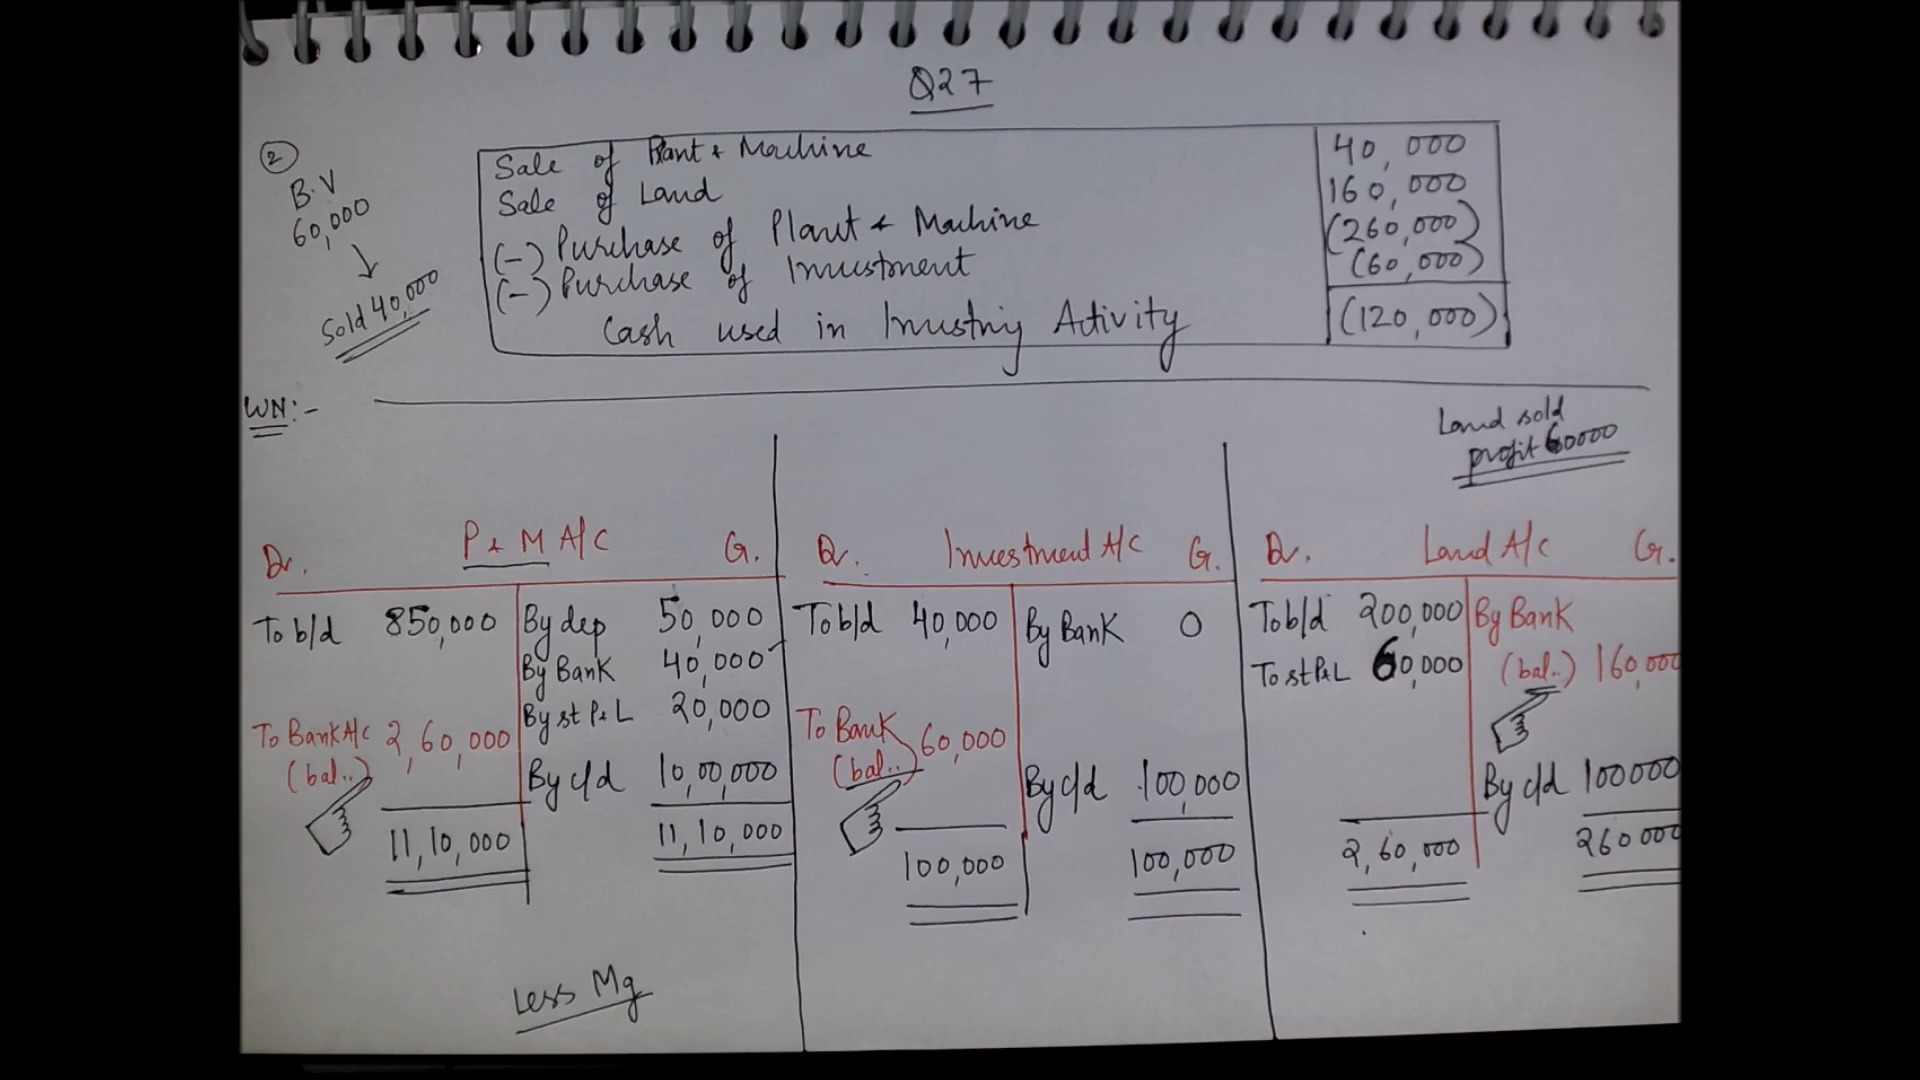 Q27
2
B.V
60,000
Sold 40,000
Sale of Plant & Machine 40,000
Sale of Land 160,000
(-) Purchase of Plant & Machine (260,000)
(-) Purchase of Investment (60,000)
Cash used in Investing Activity (120,000)
WN:-
Land sold
profit 60000
Dr. P & M A/C Cr.
To b/d 850,000 By dep 50,000
By Bank 40,000
By st P&L 20,000
To Bank A/c 2,60,000
(bal..)
By c/d 10,00,000
11,10,000 11,10,000
Dr. Investment A/C Cr.
To b/d 40,000 By Bank 0
To Bank 60,000
(bal..)
By c/d 100,000
100,000 100,000
Dr. Land A/c Cr.
To b/d 200,000 By Bank
To st P&L 60,000 (bal..) 160,000
By c/d 100000
2,60,000 260000
Less Mg